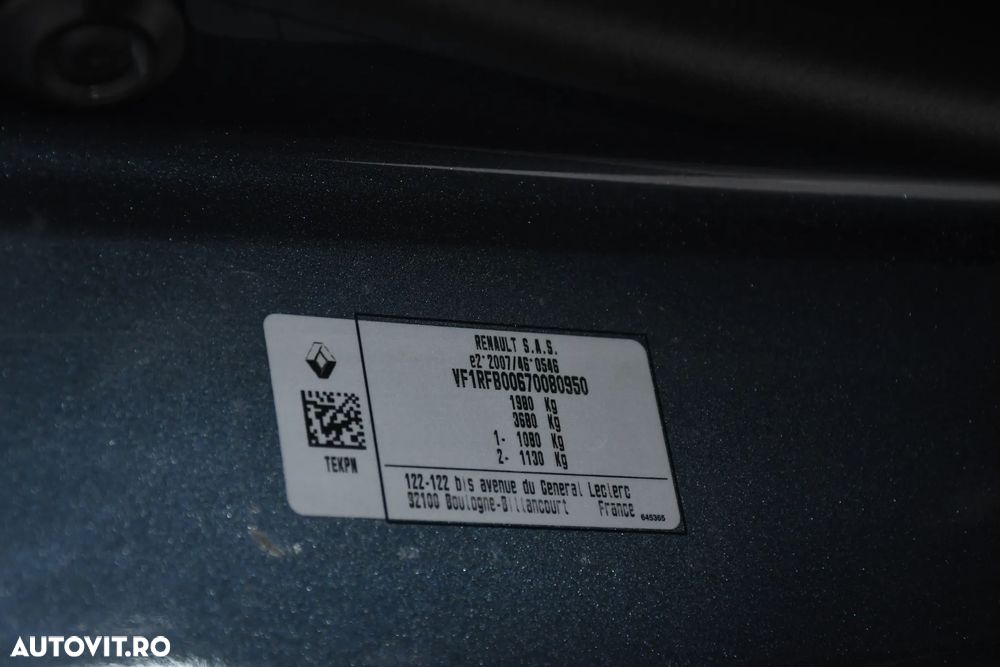 RENAULT S.A.S.
e2*2007/46*0546
VF1RFB00670080950
1980 Kg
3680 Kg
1- 1080 Kg
2- 1130 Kg
TEKPN
122-122 bis avenue du General Leclerc
92100 Boulogne-Billancourt France 645365
AUTOVIT.RO